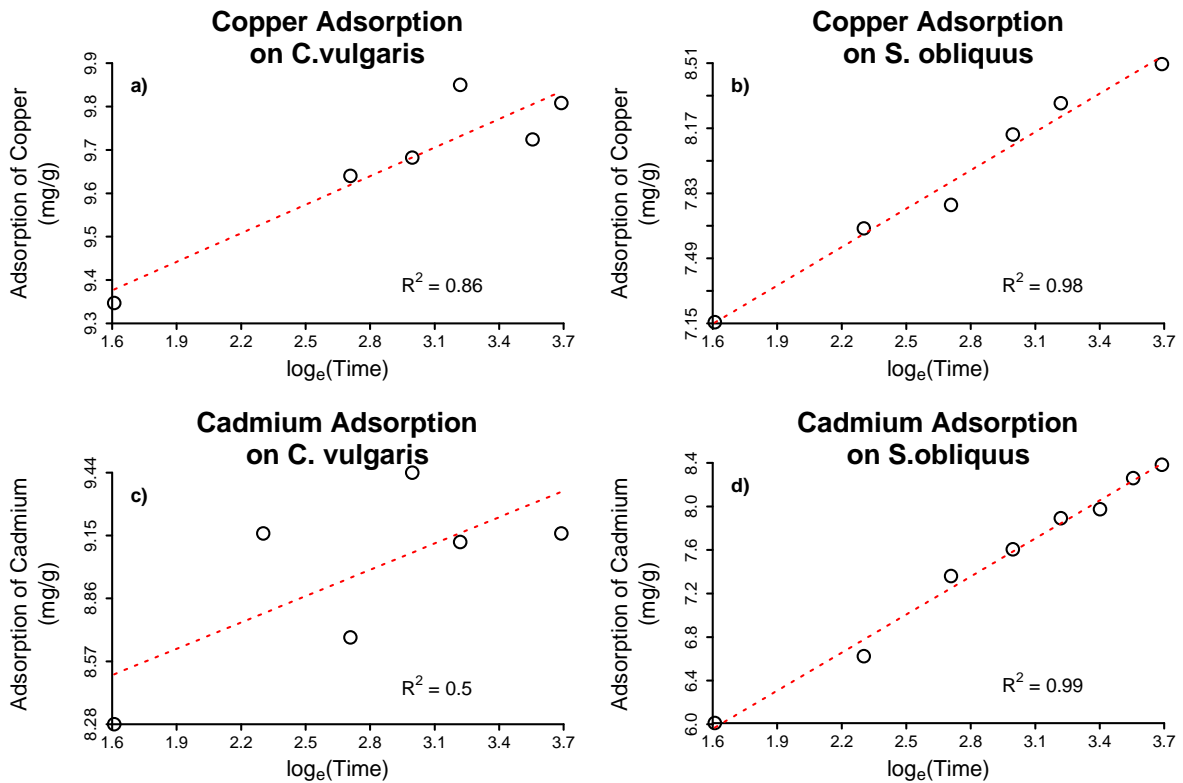 Copper Adsorption
on C.vulgaris
a)
Adsorption of Copper
(mg/g)
9.9
9.8
9.7
9.6
9.5
9.4
9.3
R² = 0.86
1.6 1.9 2.2 2.5 2.8 3.1 3.4 3.7
logₑ(Time)
Copper Adsorption
on S. obliquus
b)
Adsorption of Copper
(mg/g)
8.51
8.17
7.83
7.49
7.15
R² = 0.98
1.6 1.9 2.2 2.5 2.8 3.1 3.4 3.7
logₑ(Time)
Cadmium Adsorption
on C. vulgaris
c)
Adsorption of Cadmium
(mg/g)
9.44
9.15
8.86
8.57
8.28
R² = 0.5
1.6 1.9 2.2 2.5 2.8 3.1 3.4 3.7
logₑ(Time)
Cadmium Adsorption
on S.obliquus
d)
Adsorption of Cadmium
(mg/g)
8.4
8.0
7.6
7.2
6.8
6.4
6.0
R² = 0.99
1.6 1.9 2.2 2.5 2.8 3.1 3.4 3.7
logₑ(Time)